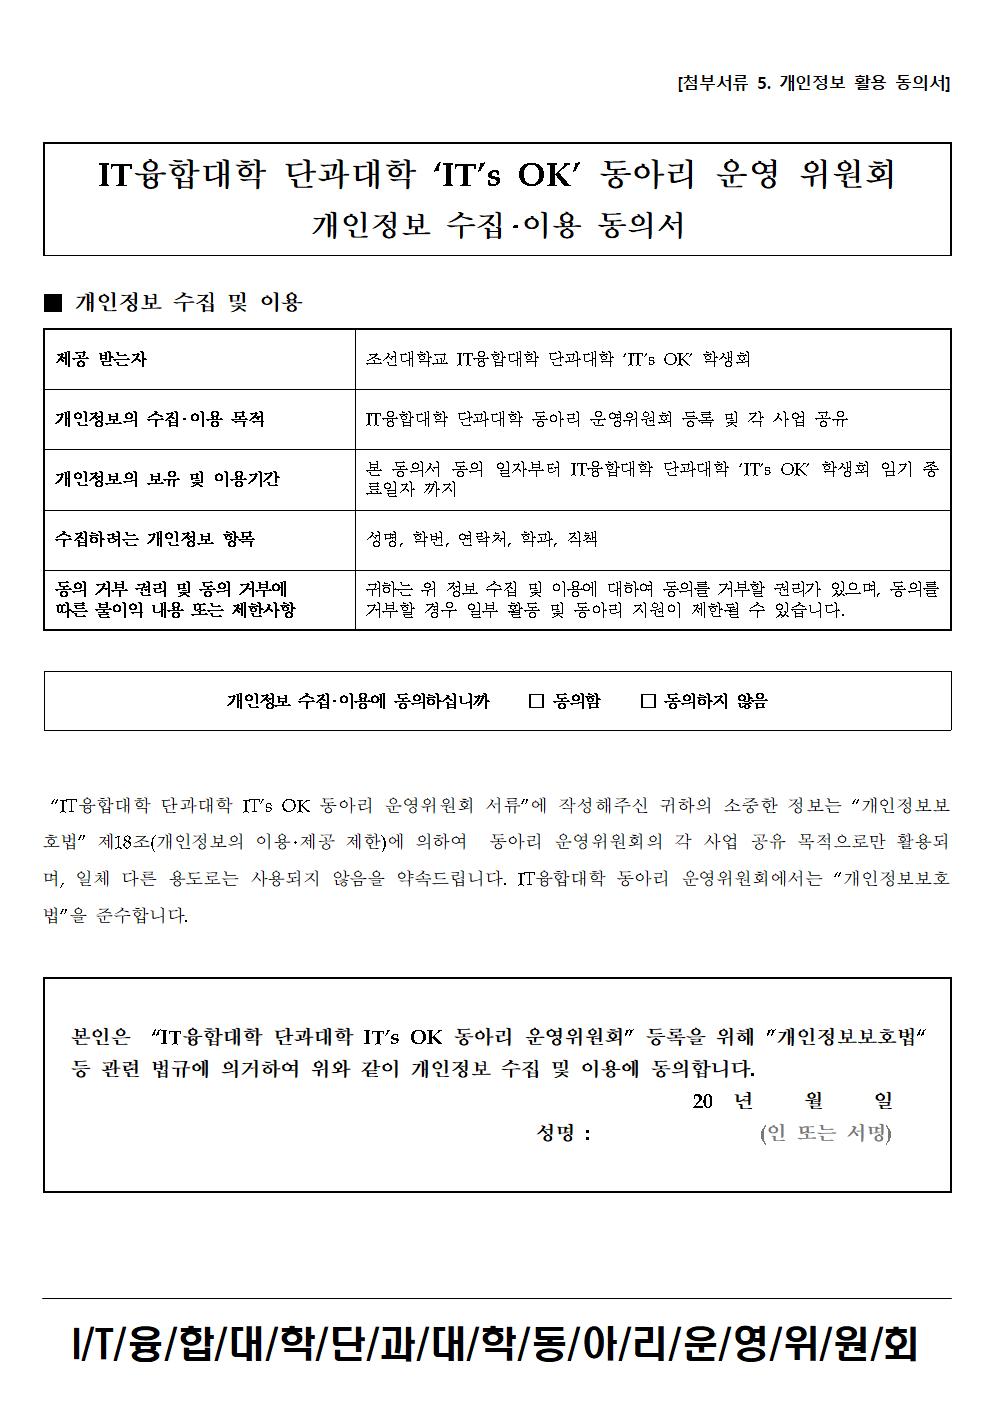 [첨부서류 5. 개인정보 활용 동의서]
IT융합대학 단과대학 ‘IT’s OK’ 동아리 운영 위원회
개인정보 수집·이용 동의서
■ 개인정보 수집 및 이용
제공 받는자
조선대학교 IT융합대학 단과대학 ‘IT’s OK’ 학생회
개인정보의 수집·이용 목적
IT융합대학 단과대학 동아리 운영위원회 등록 및 각 사업 공유
개인정보의 보유 및 이용기간
본 동의서 동의 일자부터 IT융합대학 단과대학 ‘IT’s OK’ 학생회 임기 종
료일자 까지
수집하려는 개인정보 항목
성명, 학번, 연락처, 학과, 직책
동의 거부 권리 및 동의 거부에
따른 불이익 내용 또는 제한사항
귀하는 위 정보 수집 및 이용에 대하여 동의를 거부할 권리가 있으며, 동의를
거부할 경우 일부 활동 및 동아리 지원이 제한될 수 있습니다.
개인정보 수집·이용에 동의하십니까 □ 동의함 □ 동의하지 않음
“IT융합대학 단과대학 IT’s OK 동아리 운영위원회 서류”에 작성해주신 귀하의 소중한 정보는 “개인정보보
호법” 제18조(개인정보의 이용·제공 제한)에 의하여 동아리 운영위원회의 각 사업 공유 목적으로만 활용되
며, 일체 다른 용도로는 사용되지 않음을 약속드립니다. IT융합대학 동아리 운영위원회에서는 “개인정보보호
법”을 준수합니다.
본인은 “IT융합대학 단과대학 IT’s OK 동아리 운영위원회” 등록을 위해 ”개인정보보호법“
등 관련 법규에 의거하여 위와 같이 개인정보 수집 및 이용에 동의합니다.
20 년 월 일
성명 : (인 또는 서명)
I/T/융/합/대/학/단/과/대/학/동/아/리/운/영/위/원/회